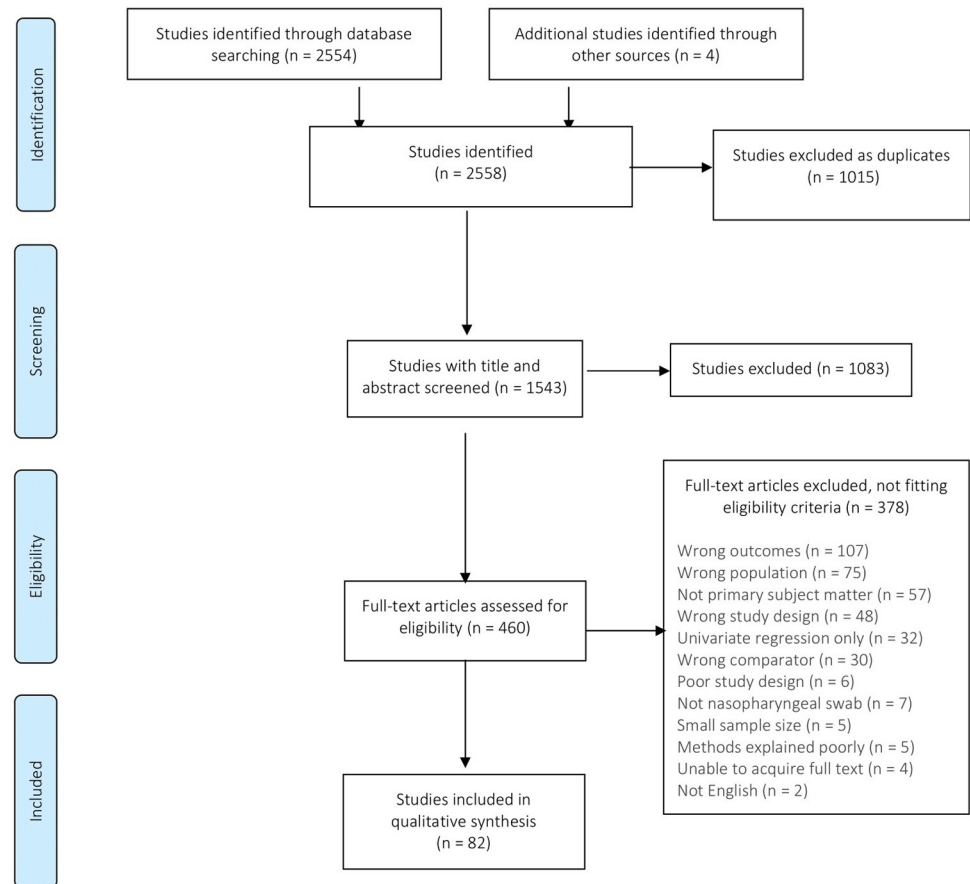 Identification
Studies identified through database
searching (n = 2554)
Additional studies identified through
other sources (n = 4)
Studies identified
(n = 2558)
Studies excluded as duplicates
(n = 1015)
Screening
Studies with title and
abstract screened (n = 1543)
Studies excluded (n = 1083)
Eligibility
Full-text articles assessed for
eligibility (n = 460)
Full-text articles excluded, not fitting
eligibility criteria (n = 378)
Wrong outcomes (n = 107)
Wrong population (n = 75)
Not primary subject matter (n = 57)
Wrong study design (n = 48)
Univariate regression only (n = 32)
Wrong comparator (n = 30)
Poor study design (n = 6)
Not nasopharyngeal swab (n = 7)
Small sample size (n = 5)
Methods explained poorly (n = 5)
Unable to acquire full text (n = 4)
Not English (n = 2)
Included
Studies included in
qualitative synthesis
(n = 82)